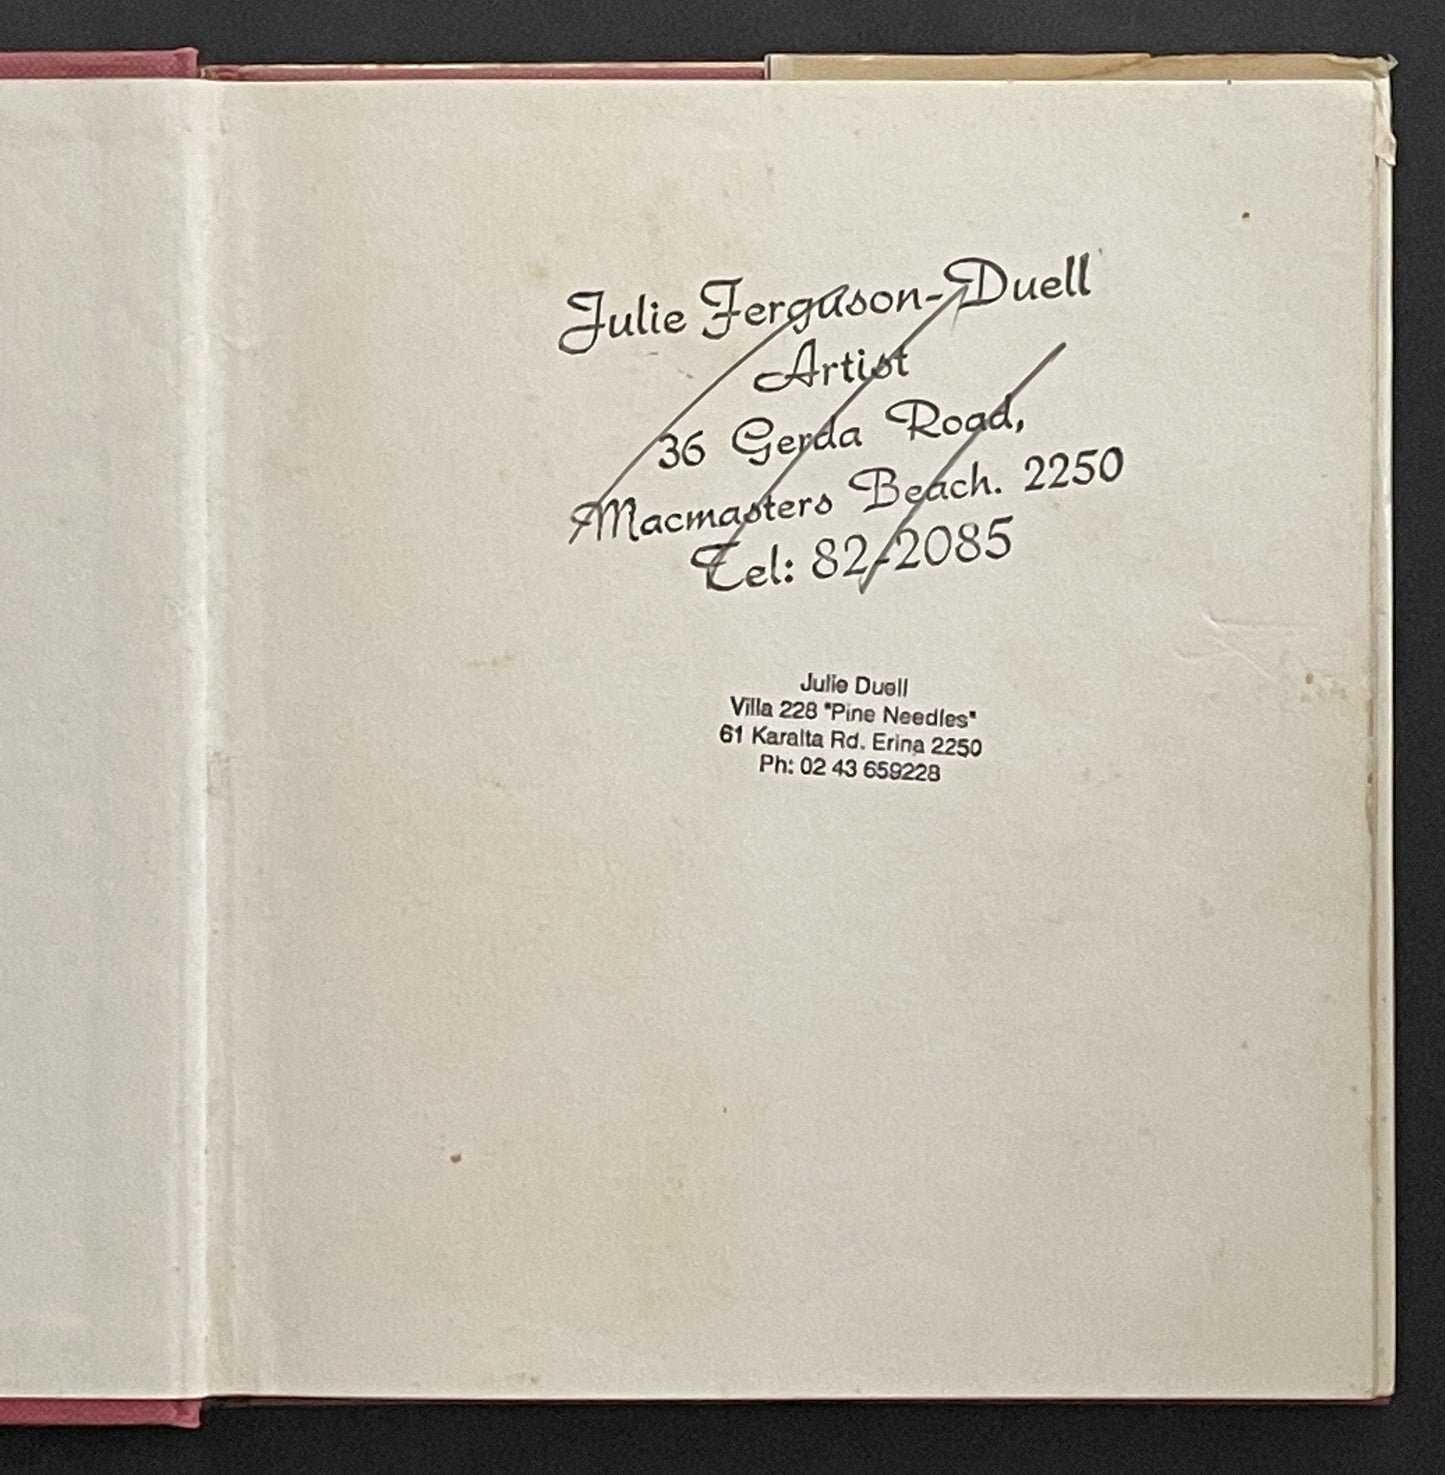 Julie Ferguson-Duell
Artist
36 Gerda Road,
Macmasters Beach. 2250
Tel: 82-2085
Julie Duell
Villa 228 "Pine Needles"
61 Karalta Rd. Erina 2250
Ph: 02 43 659228